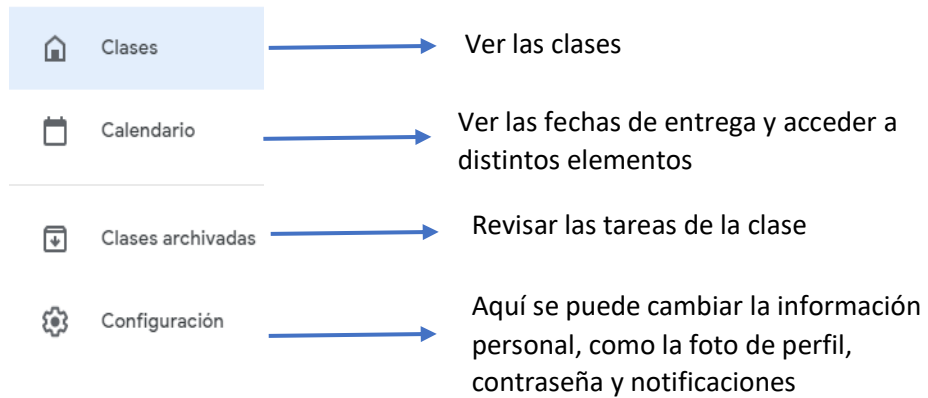 Clases
Ver las clases
Calendario
Ver las fechas de entrega y acceder a
distintos elementos
Clases archivadas
Revisar las tareas de la clase
Configuración
Aquí se puede cambiar la información
personal, como la foto de perfil,
contraseña y notificaciones